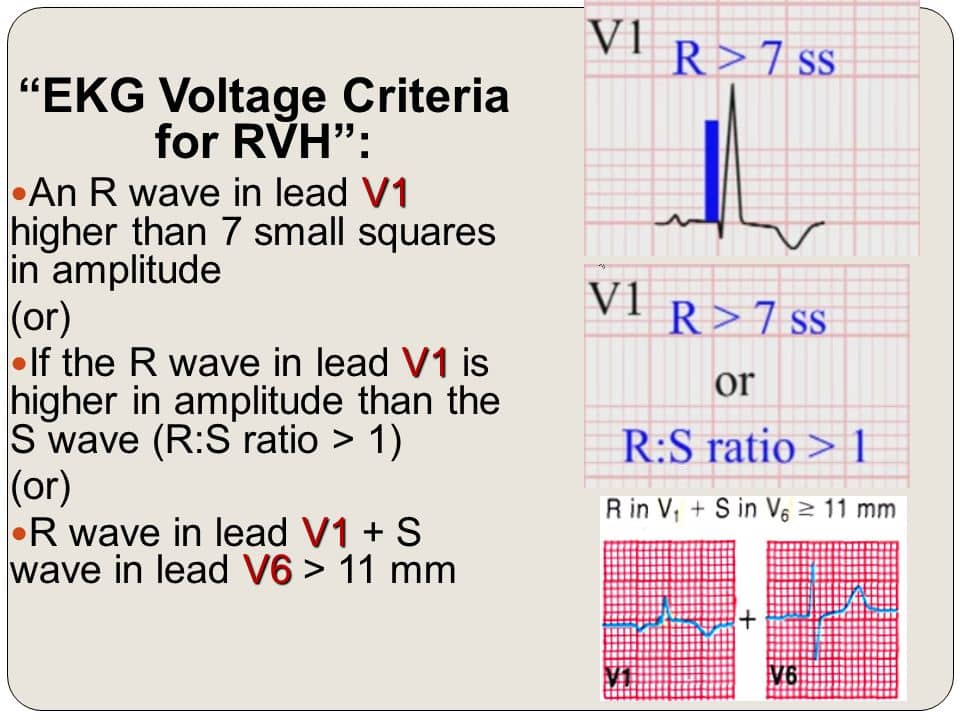 “EKG Voltage Criteria
for RVH”:
•An R wave in lead V1
higher than 7 small squares
in amplitude
(or)
•If the R wave in lead V1 is
higher in amplitude than the
S wave (R:S ratio > 1)
(or)
•R wave in lead V1 + S
wave in lead V6 > 11 mm
V1
R > 7 ss
V1
R > 7 ss
or
R:S ratio > 1
R in V₁ + S in V₆ ≥ 11 mm
+
V1
V6